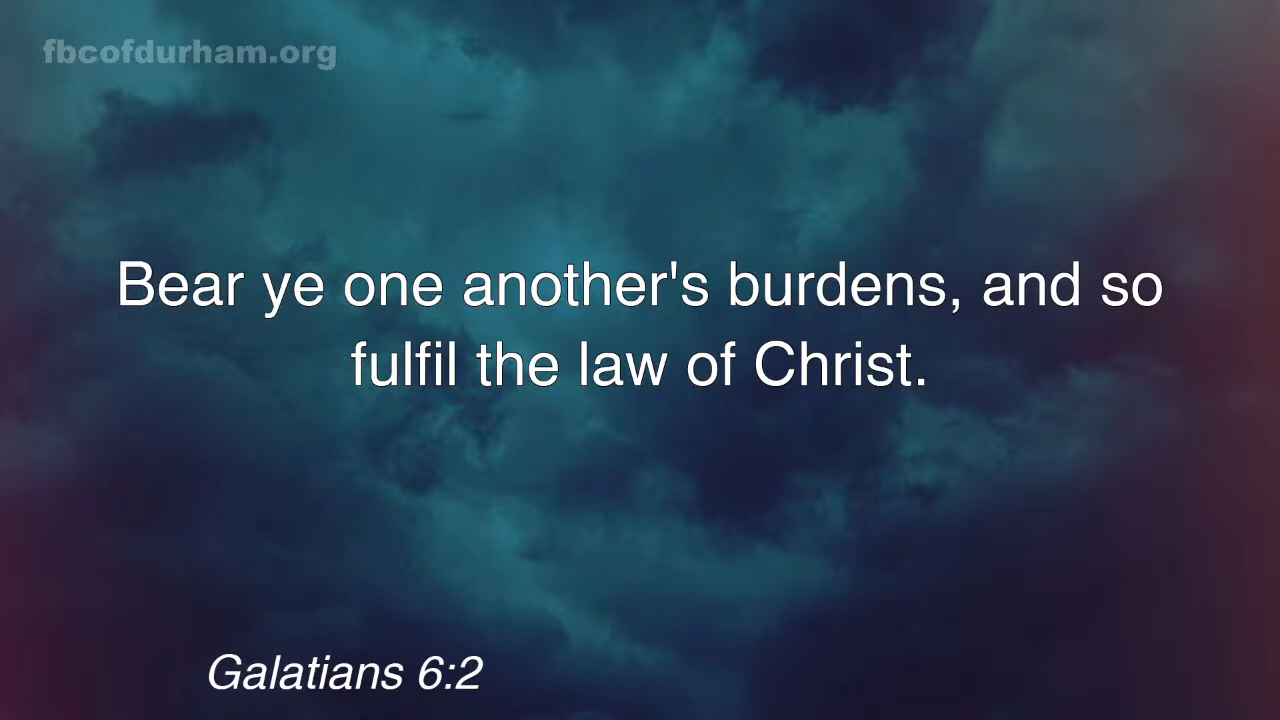 fbcofdurham.org
Bear ye one another's burdens, and so
fulfil the law of Christ.
Galatians 6:2